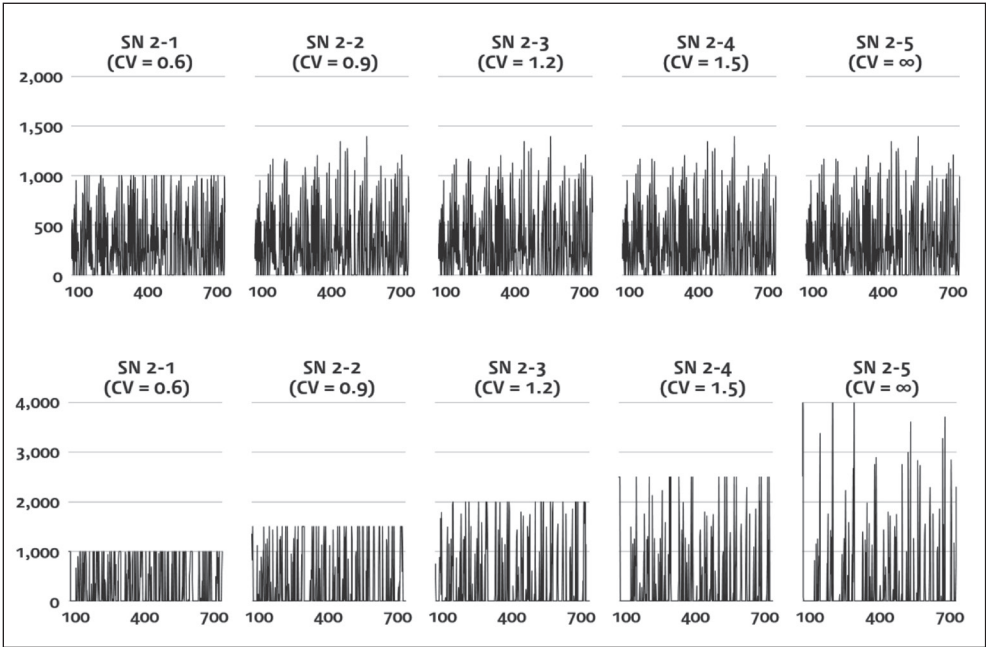 SN 2-1 SN 2-2 SN 2-3 SN 2-4 SN 2-5
(CV = 0.6) (CV = 0.9) (CV = 1.2) (CV = 1.5) (CV = ∞)
2,000
1,500
1,000
500
0
100 400 700 100 400 700 100 400 700 100 400 700 100 400 700
SN 2-1 SN 2-2 SN 2-3 SN 2-4 SN 2-5
(CV = 0.6) (CV = 0.9) (CV = 1.2) (CV = 1.5) (CV = ∞)
4,000
3,000
2,000
1,000
0
100 400 700 100 400 700 100 400 700 100 400 700 100 400 700